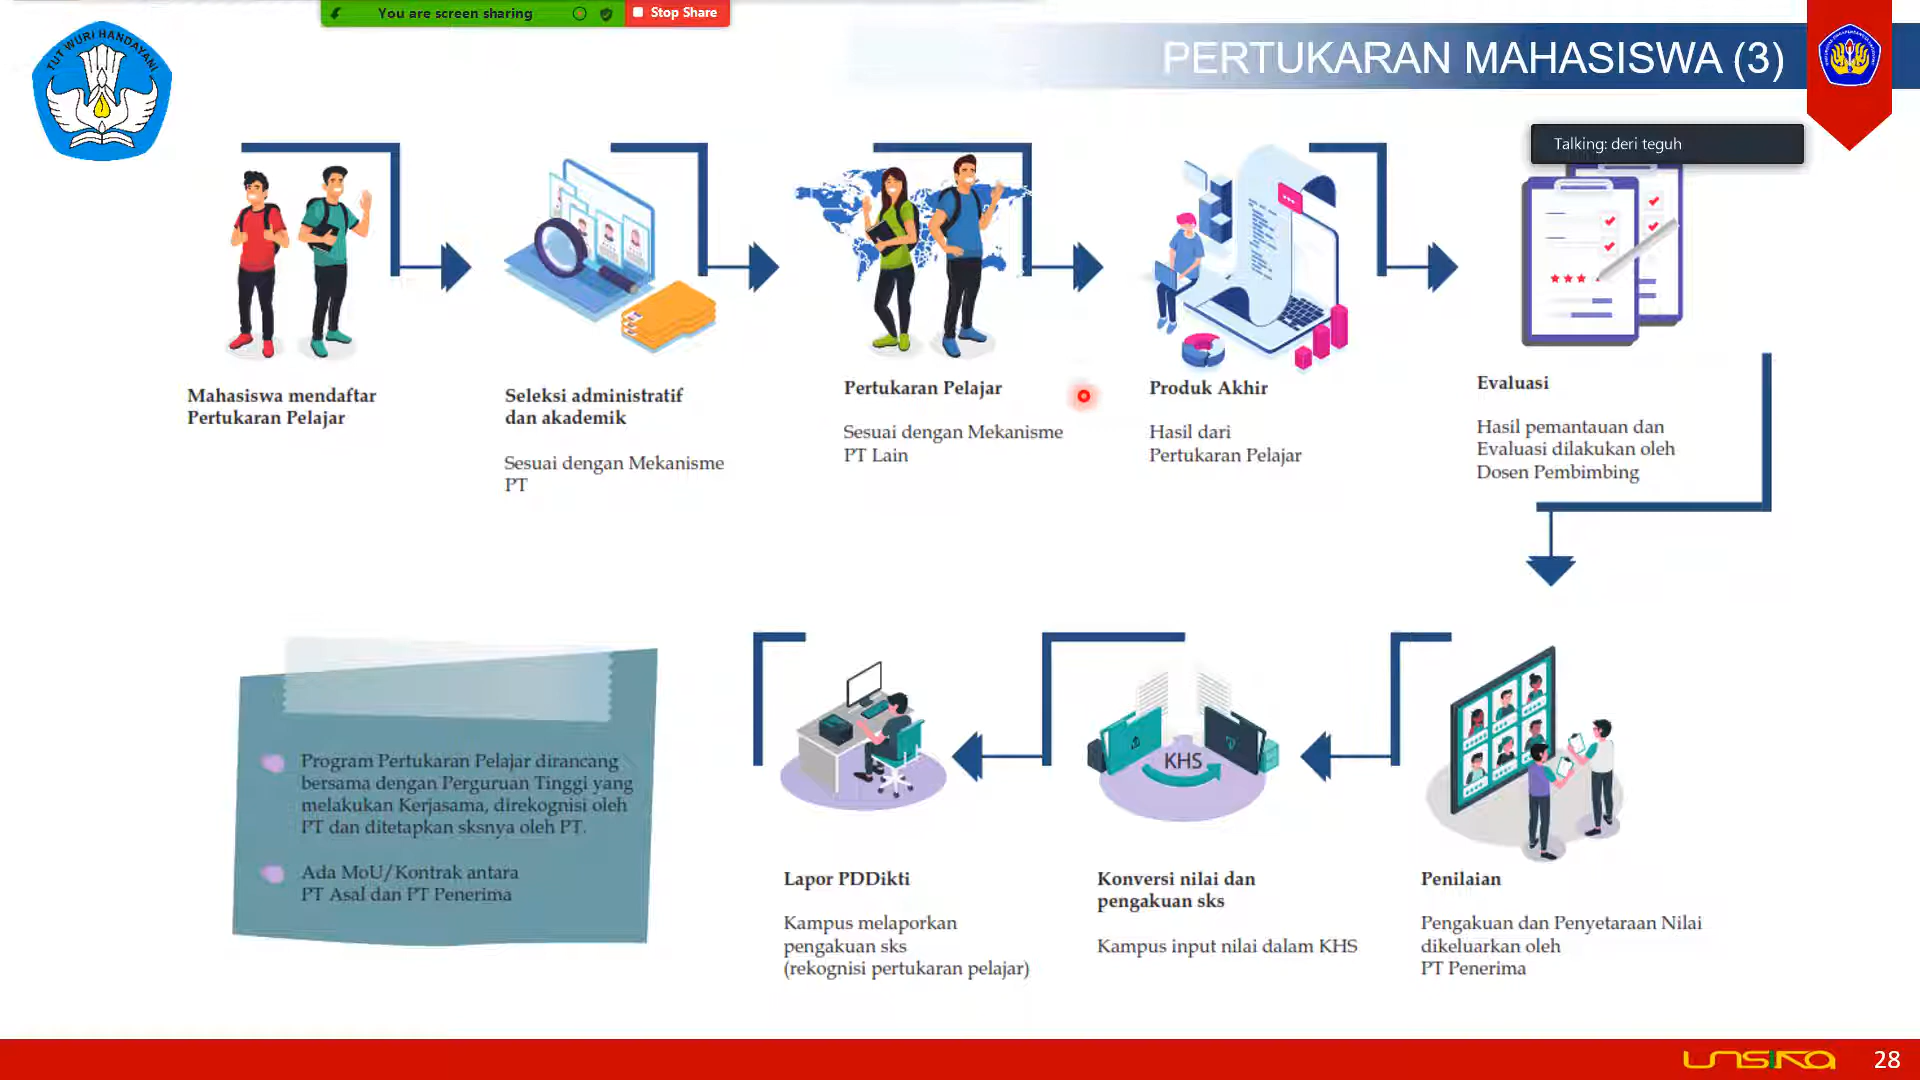 You are screen sharing
Stop Share
TUT WURI HANDAYANI
PERTUKARAN MAHASISWA (3)
Talking: deri teguh
Mahasiswa mendaftar
Pertukaran Pelajar
Seleksi administratif
dan akademik
Sesuai dengan Mekanisme
PT
Pertukaran Pelajar
Sesuai dengan Mekanisme
PT Lain
Produk Akhir
Hasil dari
Pertukaran Pelajar
Evaluasi
Hasil pemantauan dan
Evaluasi dilakukan oleh
Dosen Pembimbing
Program Pertukaran Pelajar dirancang
bersama dengan Perguruan Tinggi yang
melakukan Kerjasama, direkognisi oleh
PT dan ditetapkan sksnya oleh PT.
Ada MoU/Kontrak antara
PT Asal dan PT Penerima
Lapor PDDikti
Kampus melaporkan
pengakuan sks
(rekognisi pertukaran pelajar)
KHS
Konversi nilai dan
pengakuan sks
Kampus input nilai dalam KHS
Penilaian
Pengakuan dan Penyetaraan Nilai
dikeluarkan oleh
PT Penerima
UNSIKA
28